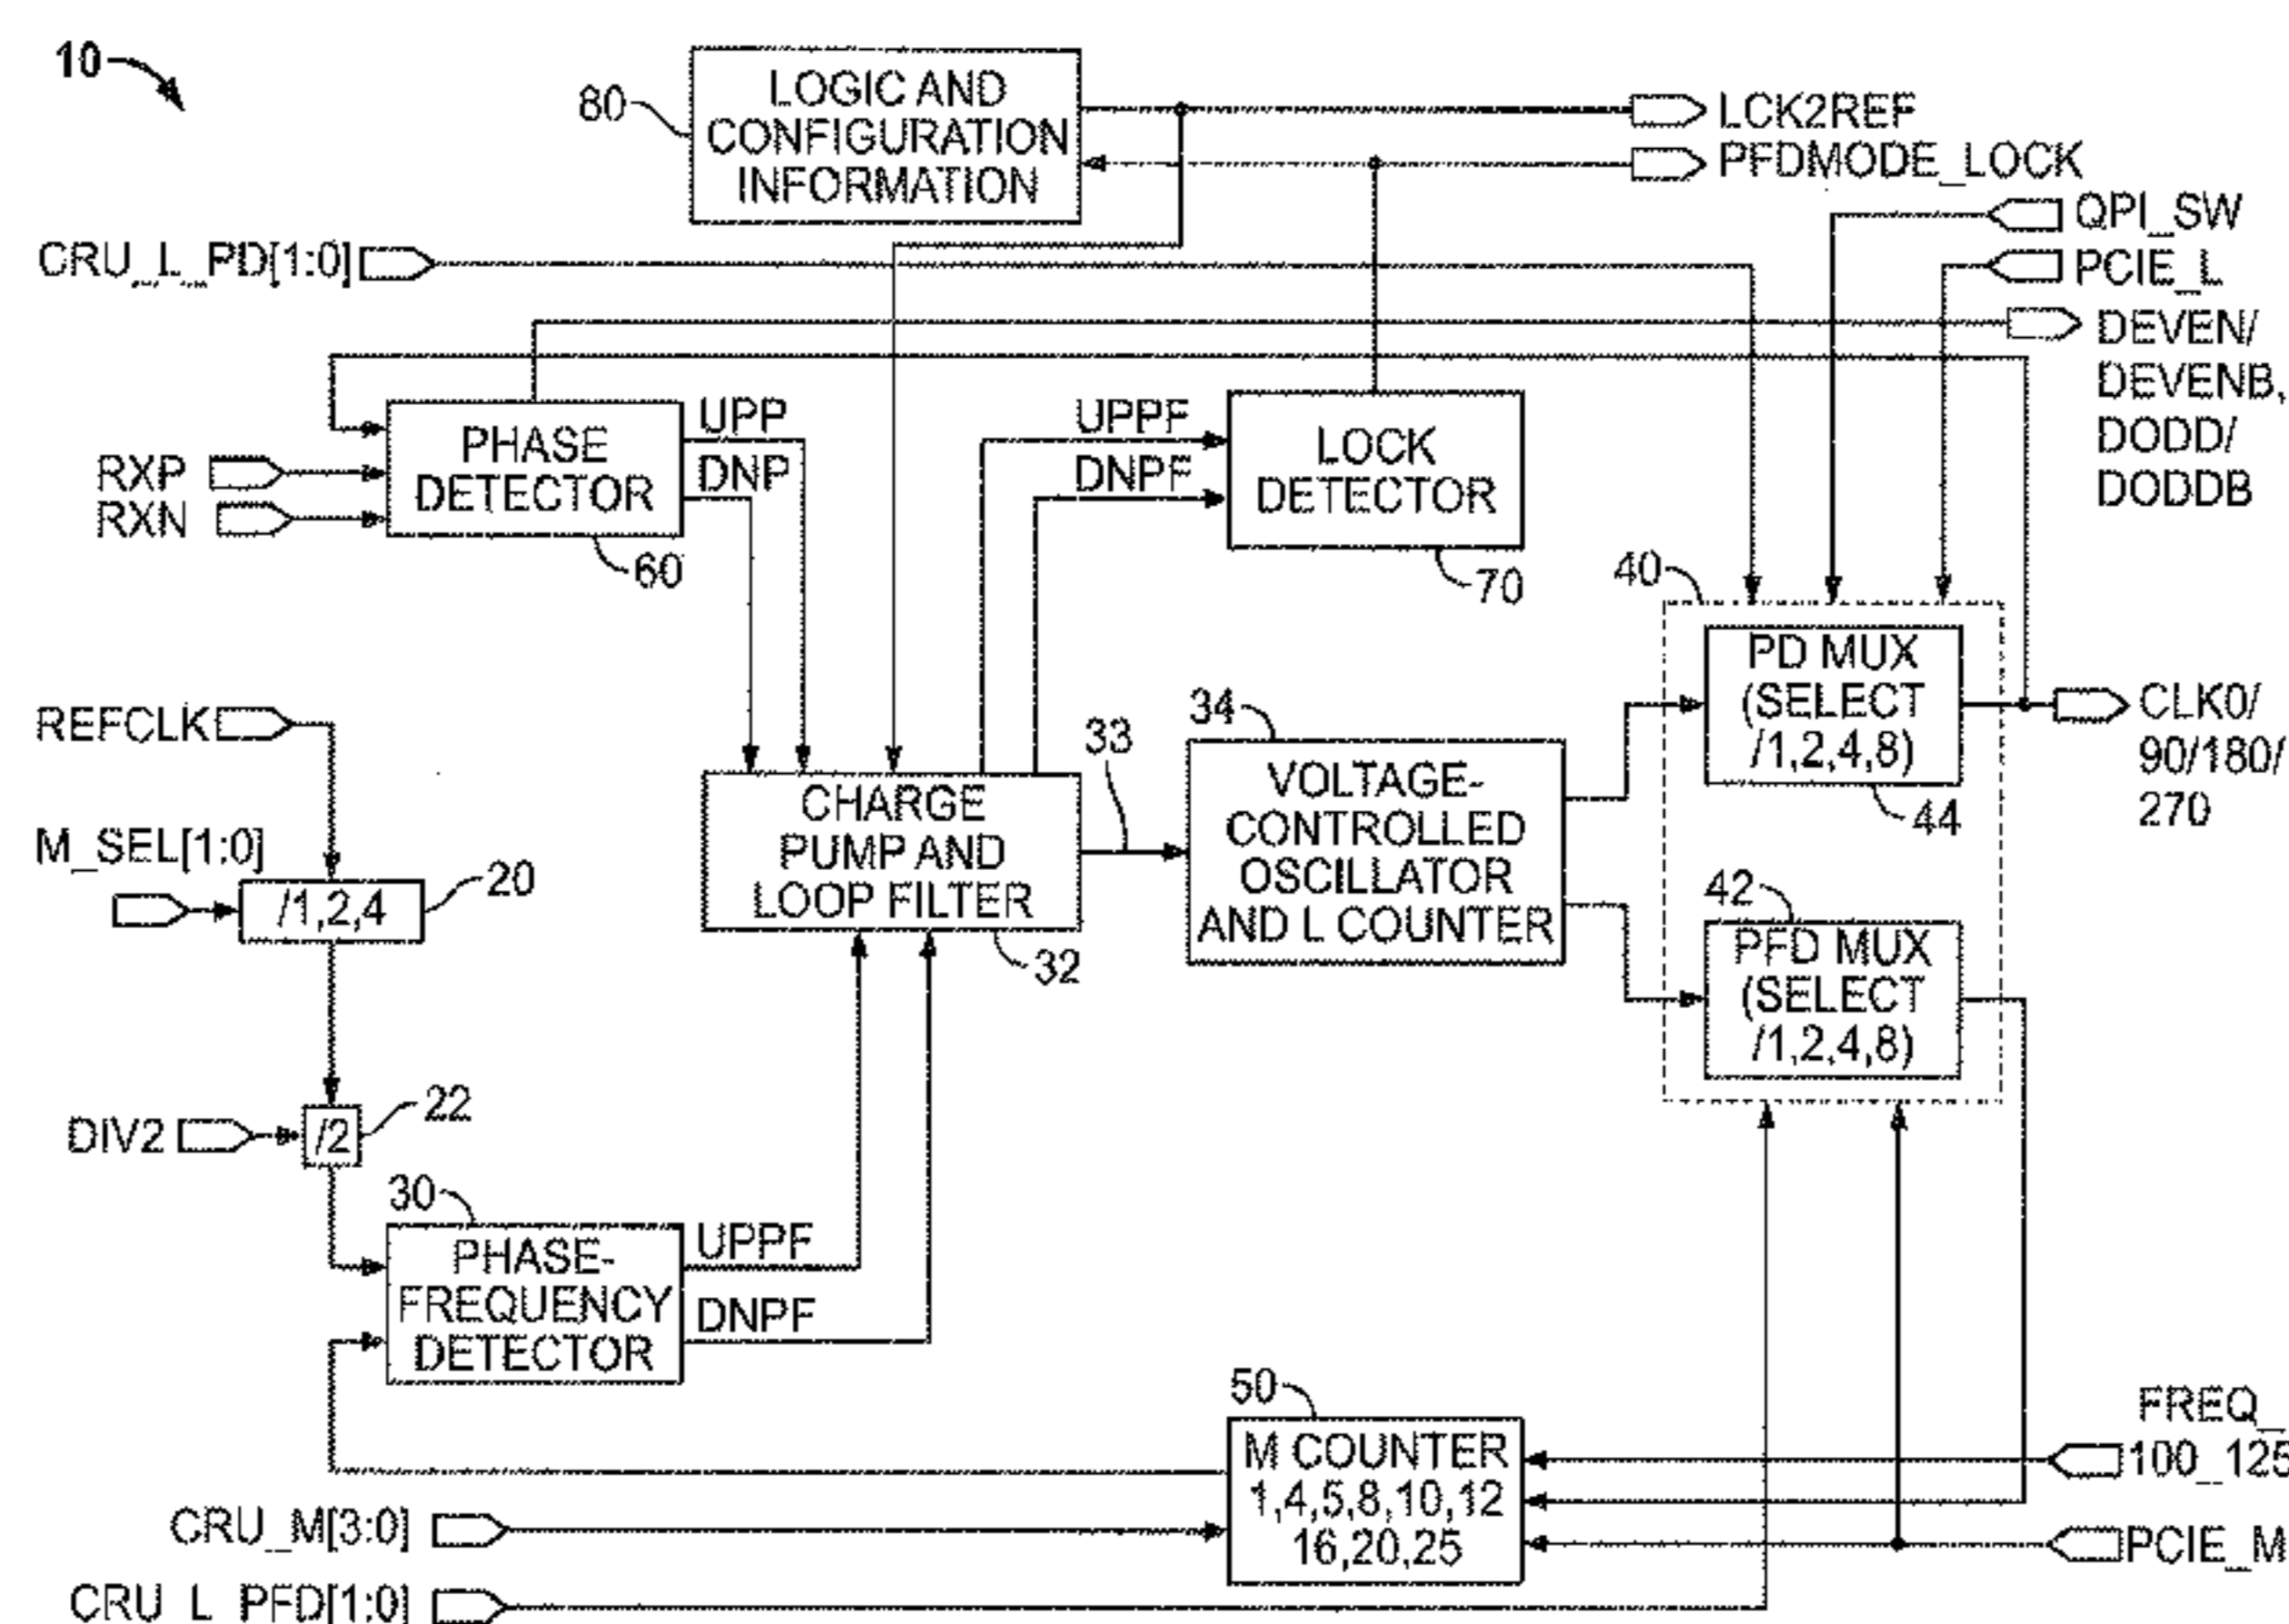 10
80
LOGIC AND
CONFIGURATION
INFORMATION
LCK2REF
PFDMODE_LOCK
QPI_SW
PCIE_L
CRU_L_PD[1:0]
DEVEN/
DEVENB,
DODD/
DODDB
RXP
RXN
PHASE
DETECTOR
60
UPP
DNP
UPPF
DNPF
LOCK
DETECTOR
70
40
PD MUX
(SELECT
/1,2,4,8)
44
CLK0/
90/180/
270
REFCLK
M_SEL[1:0]
/1,2,4
20
CHARGE
PUMP AND
LOOP FILTER
32
33
34
VOLTAGE-
CONTROLLED
OSCILLATOR
AND L COUNTER
42
PFD MUX
(SELECT
/1,2,4,8)
DIV2
/2
22
30
PHASE-
FREQUENCY
DETECTOR
UPPF
DNPF
50
M COUNTER
1,4,5,8,10,12
16,20,25
FREQ_
100_125
PCIE_M
CRU_M[3:0]
CRU_L_PFD[1:0]